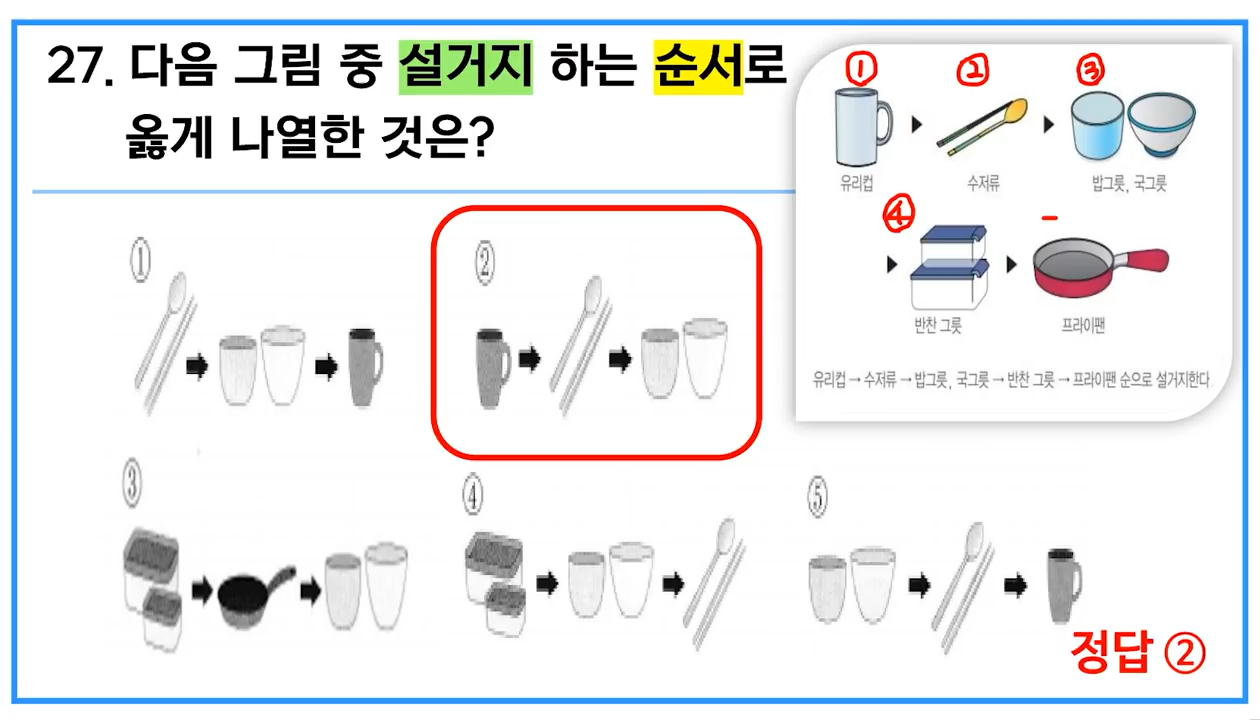 27. 다음 그림 중 설거지 하는 순서로
옳게 나열한 것은?
① ② ③
유리컵 수저류 밥그릇, 국그릇
④
반찬 그릇 프라이팬
유리컵 → 수저류 → 밥그릇, 국그릇 → 반찬 그릇 → 프라이팬 순으로 설거지한다.
① ②
③ ④ ⑤
정답 ②